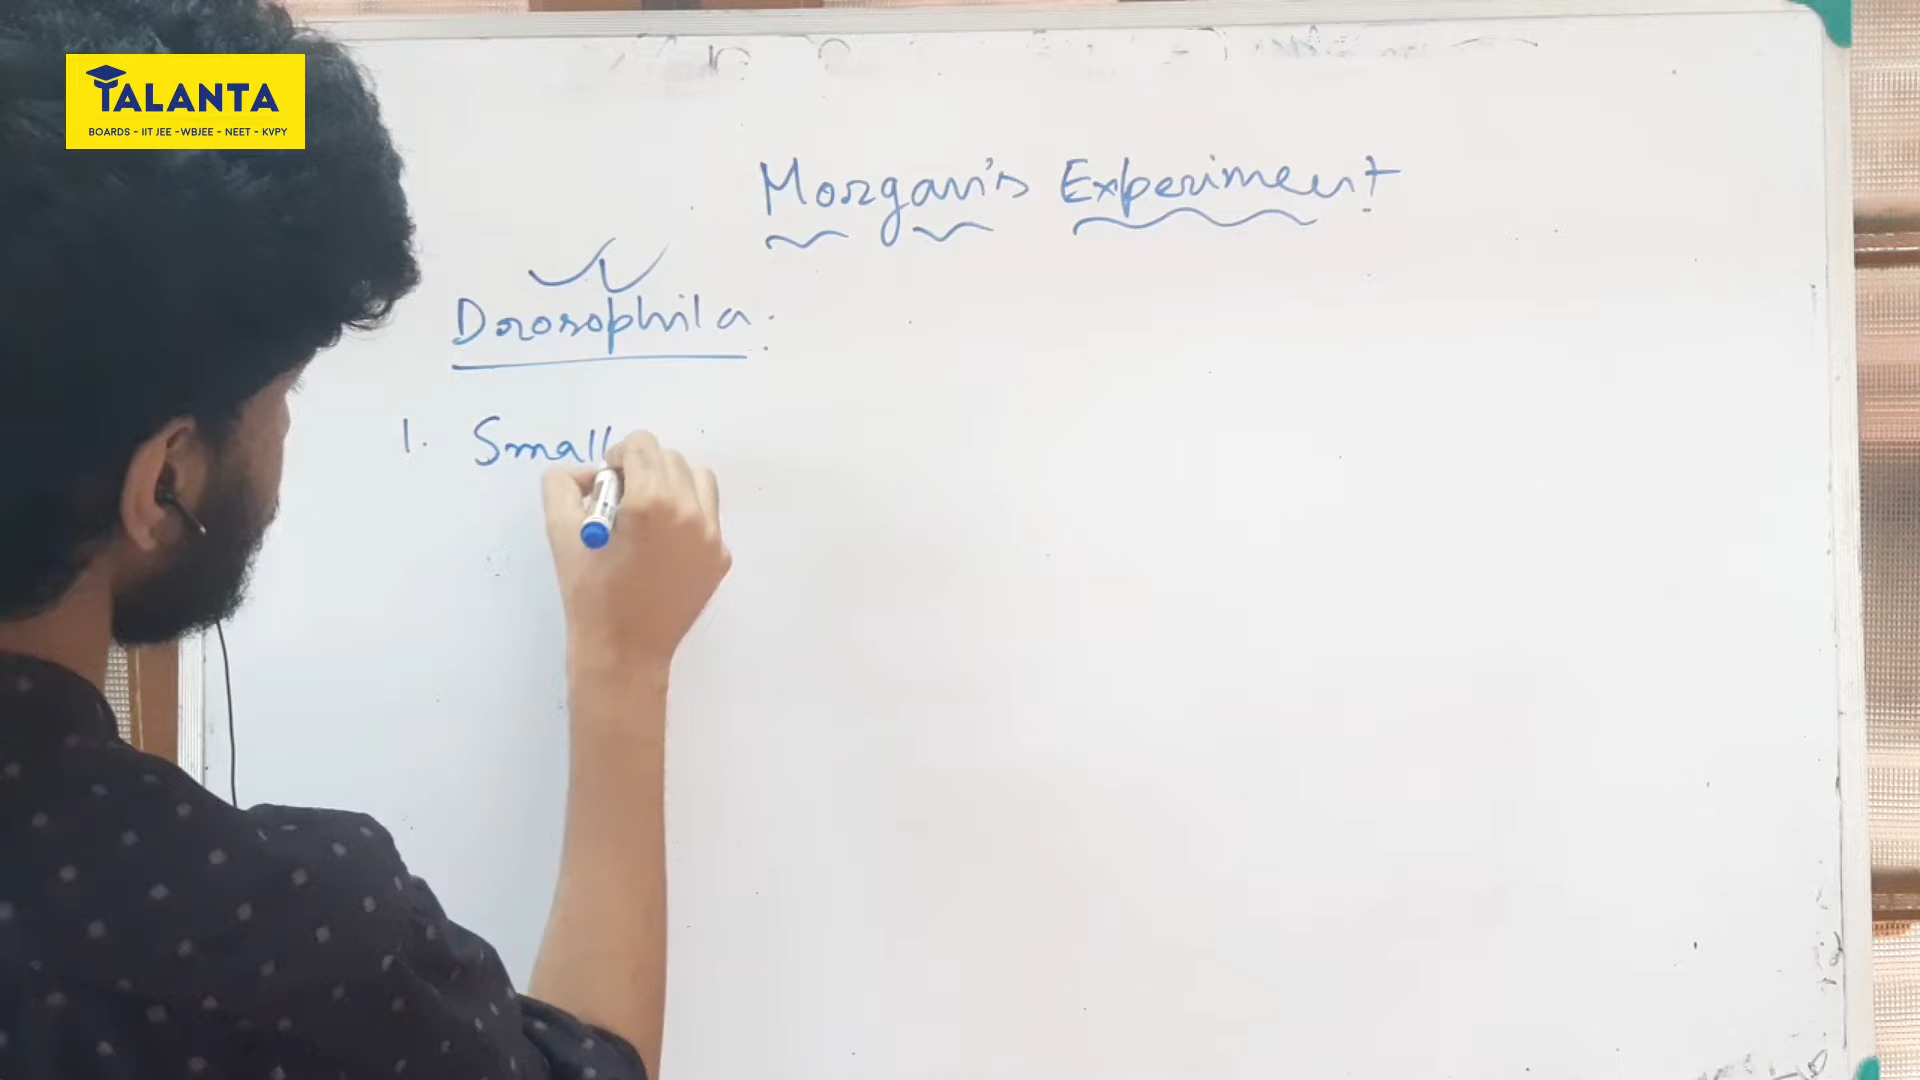 TALANTA
BOARDS - IIT JEE - WBJEE - NEET - KVPY
Morgan's Experiment
Drosophila.
1. Small